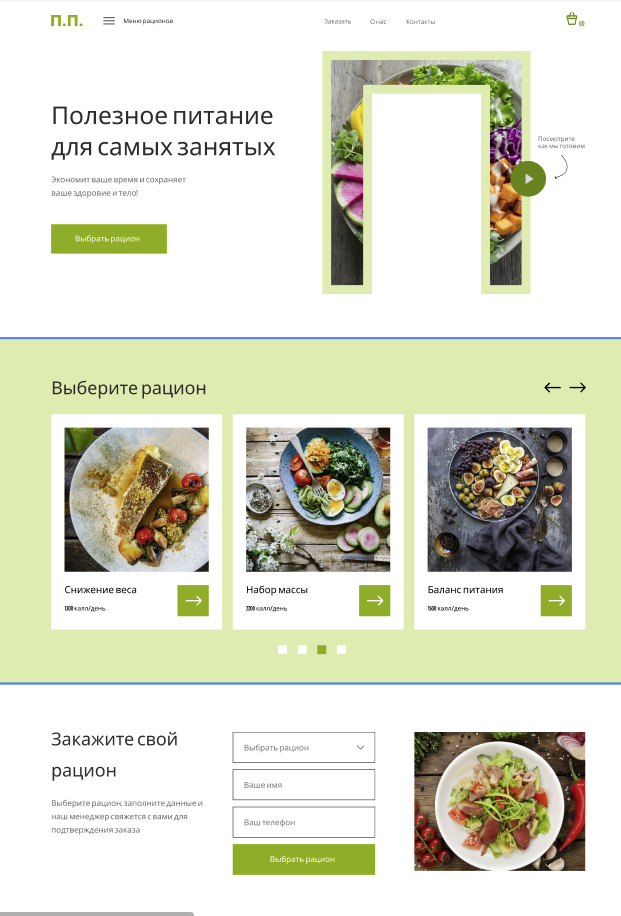 П.П.
Меню рационов
Заказать
О нас
Контакты
(0)
Полезное питание
для самых занятых
Экономит ваше время и сохраняет
ваше здоровие и тело!
Выбрать рацион
Посмотрите
как мы готовим
Выберите рацион
Снижение веса
1300 калл/день
Набор массы
2200 калл/день
Баланс питания
1500 калл/день
Закажите свой
рацион
Выберите рацион, заполните данные и
наш менеджер свяжется с вами для
подтверждения заказа
Выбрать рацион
Ваше имя
Ваш телефон
Выбрать рацион